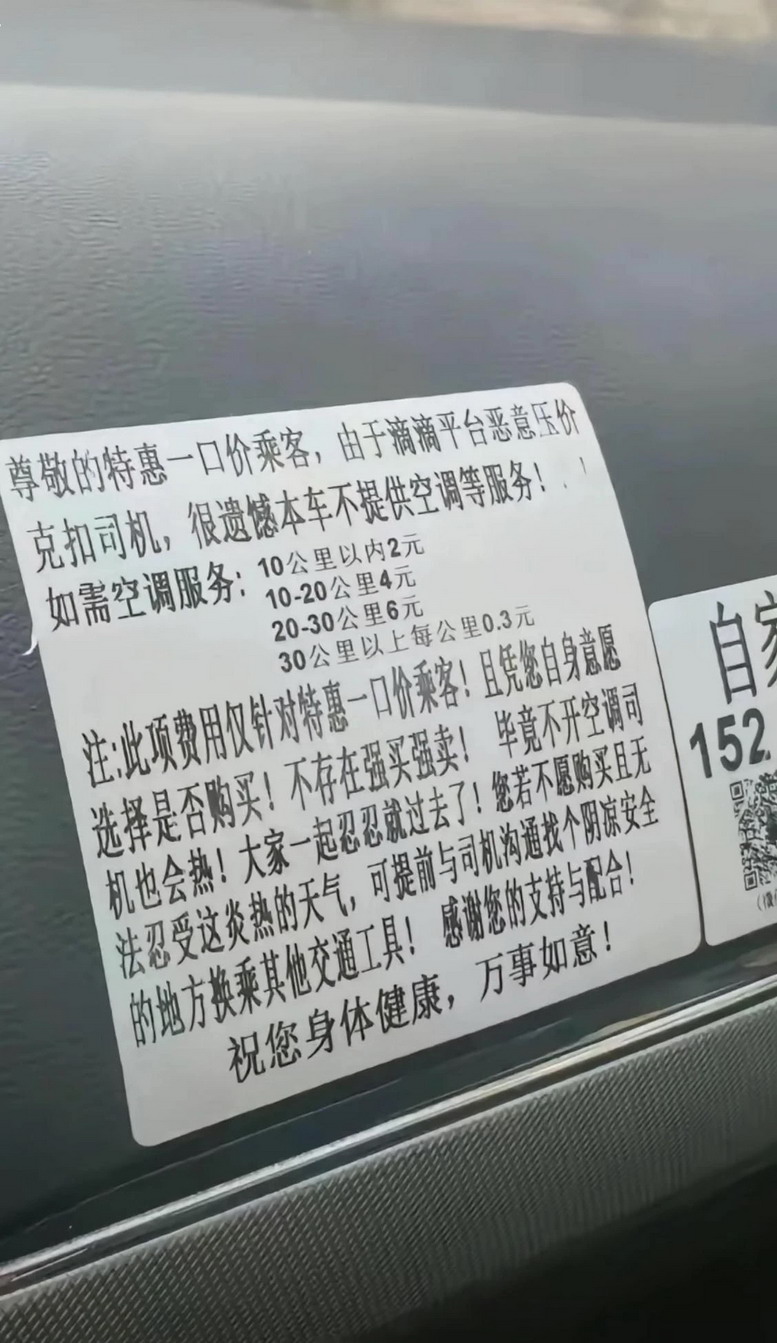 尊敬的特惠一口价乘客，由于滴滴平台恶意压价
克扣司机，很遗憾本车不提供空调等服务！
如需空调服务：10公里以内2元
10-20公里4元
20-30公里6元
30公里以上每公里0.3元
注：此项费用仅针对特惠一口价乘客！且凭您自身意愿
选择是否购买！不存在强买强卖！ 毕竟不开空调司
机也会热！大家一起忍忍就过去了！您若不愿购买且无
法忍受这炎热的天气，可提前与司机沟通找个阴凉安全
的地方换乘其他交通工具！ 感谢您的支持与配合！
祝您身体健康，万事如意！
自家
152